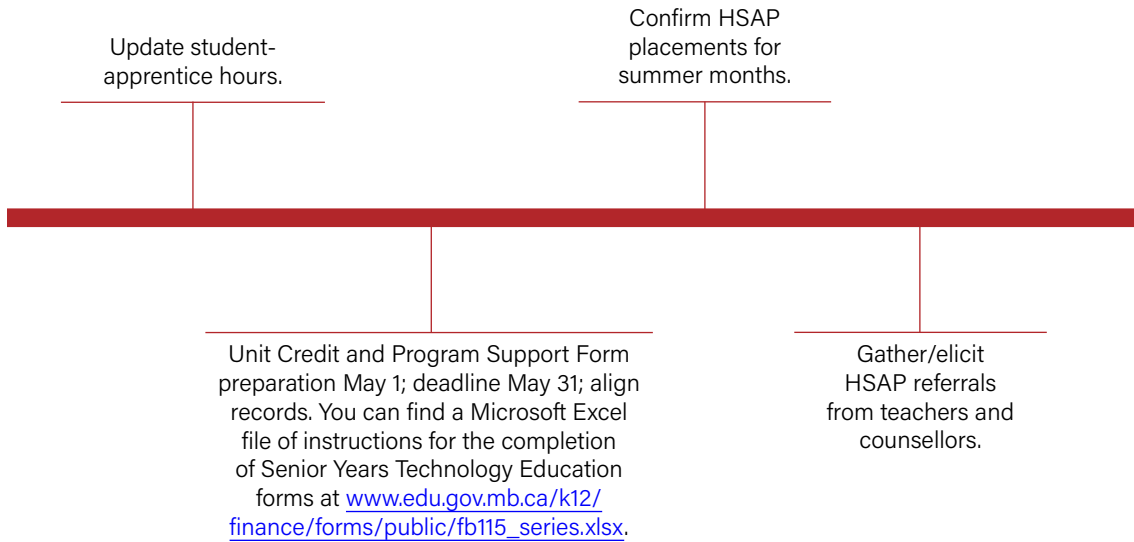 Update student-
apprentice hours.
Confirm HSAP
placements for
summer months.
Unit Credit and Program Support Form
preparation May 1; deadline May 31; align
records. You can find a Microsoft Excel
file of instructions for the completion
of Senior Years Technology Education
forms at www.edu.gov.mb.ca/k12/
finance/forms/public/fb115_series.xlsx.
Gather/elicit
HSAP referrals
from teachers and
counsellors.